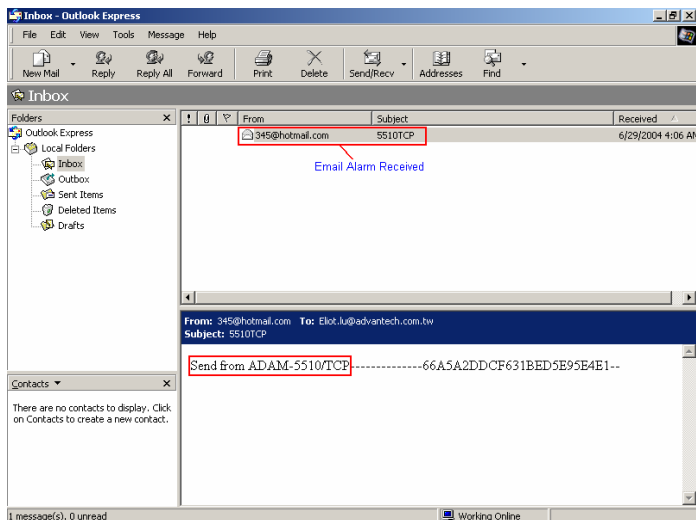 Inbox - Outlook Express
File Edit View Tools Message Help
New Mail Reply Reply All Forward Print Delete Send/Recv Addresses Find
Inbox
Folders
Outlook Express
Local Folders
Inbox
Outbox
Sent Items
Deleted Items
Drafts
! From Subject Received
345@hotmail.com 5510TCP 6/29/2004 4:06 AM
Email Alarm Received
From: 345@hotmail.com To: Eliot.lu@advantech.com.tw
Subject: 5510TCP
Send from ADAM-5510/TCP-------------66A5A2DDCF631BED5E95E4E1--
Contacts
There are no contacts to display. Click
on Contacts to create a new contact.
1 message(s), 0 unread Working Online